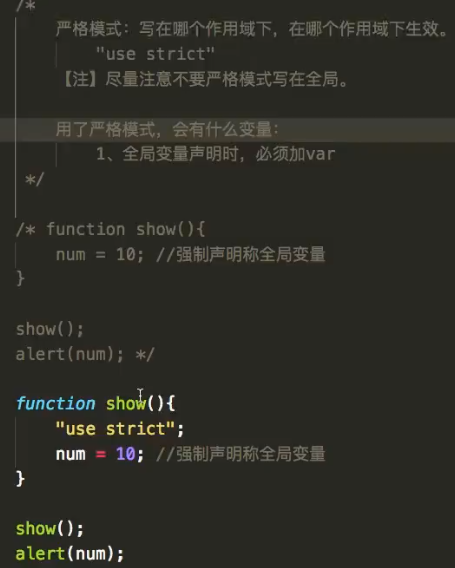 /*
严格模式：写在哪个作用域下，在哪个作用域下生效。
"use strict"
【注】尽量注意不要严格模式写在全局。
用了严格模式，会有什么变量：
1、全局变量声明时，必须加var
*/
/* function show(){
num = 10; //强制声明称全局变量
}
show();
alert(num); */
function show(){
"use strict";
num = 10; //强制声明称全局变量
}
show();
alert(num);